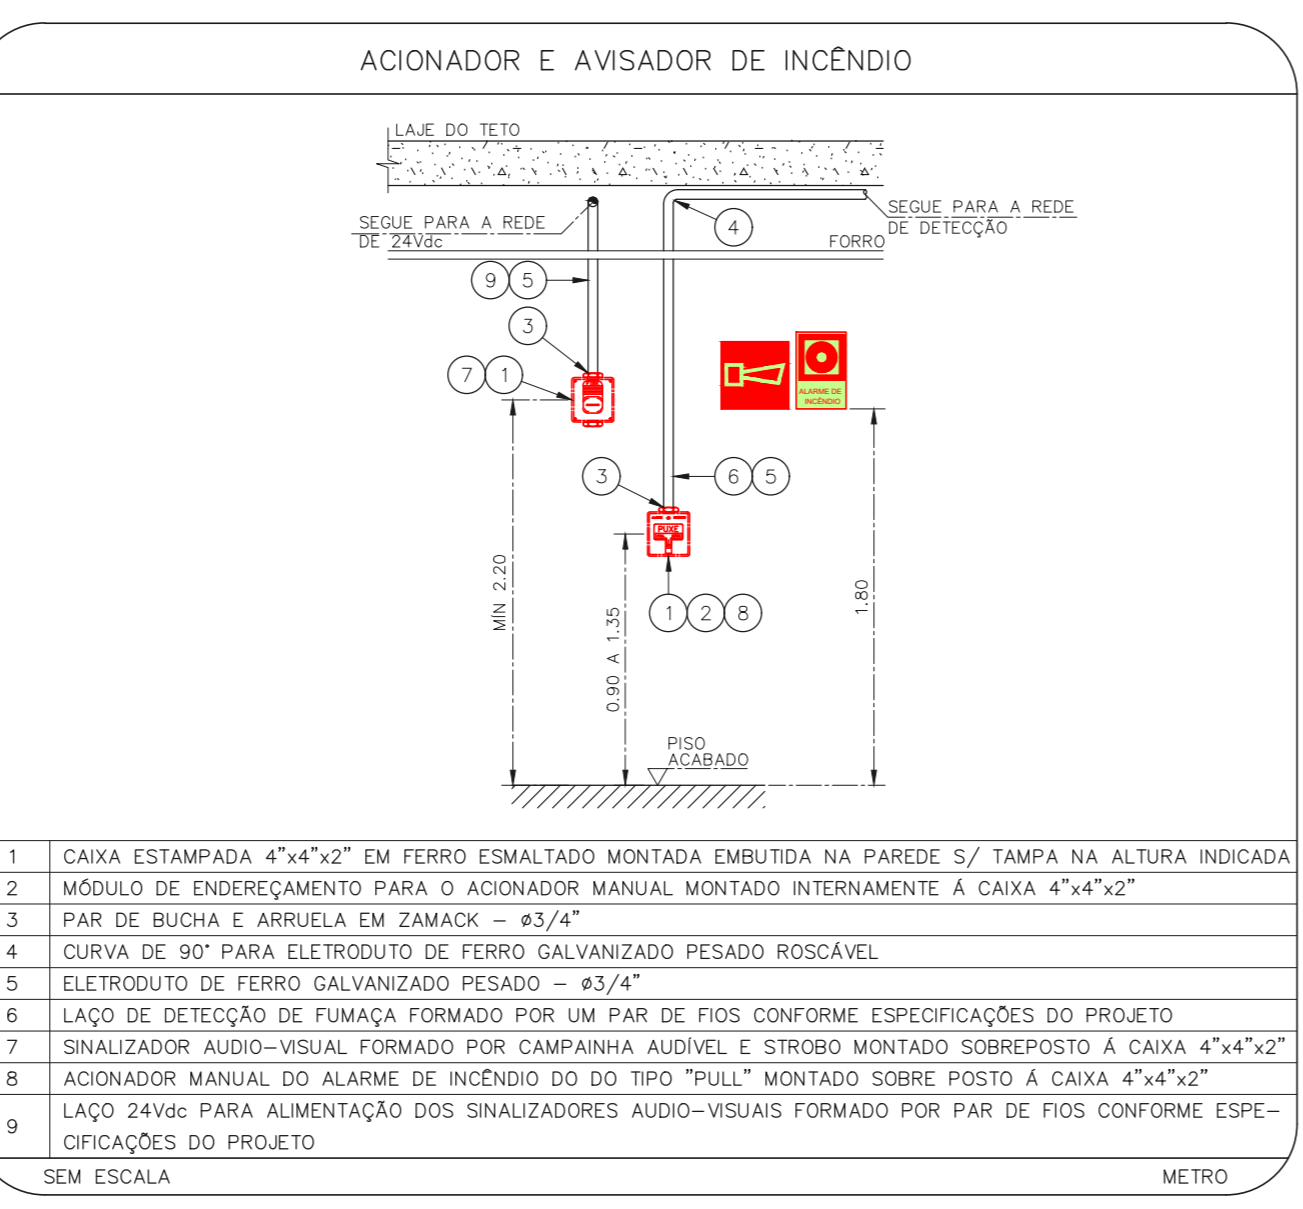 ACIONADOR E AVISADOR DE INCÊNDIO
LAJE DO TETO
SEGUE PARA A REDE
DE 24Vdc
SEGUE PARA A REDE
DE DETECÇÃO
4
FORRO
9 5
3
7 1
ALARME DE
INCÊNDIO
3
6 5
PUXE
1 2 8
MÍN 2.20
0.90 A 1.35
1.80
PISO
ACABADO
1 CAIXA ESTAMPADA 4"x4"x2" EM FERRO ESMALTADO MONTADA EMBUTIDA NA PAREDE S/ TAMPA NA ALTURA INDICADA
2 MÓDULO DE ENDEREÇAMENTO PARA O ACIONADOR MANUAL MONTADO INTERNAMENTE Á CAIXA 4"x4"x2"
3 PAR DE BUCHA E ARRUELA EM ZAMACK – ø3/4"
4 CURVA DE 90° PARA ELETRODUTO DE FERRO GALVANIZADO PESADO ROSCÁVEL
5 ELETRODUTO DE FERRO GALVANIZADO PESADO – ø3/4"
6 LAÇO DE DETECÇÃO DE FUMAÇA FORMADO POR UM PAR DE FIOS CONFORME ESPECIFICAÇÕES DO PROJETO
7 SINALIZADOR AUDIO–VISUAL FORMADO POR CAMPAINHA AUDÍVEL E STROBO MONTADO SOBREPOSTO Á CAIXA 4"x4"x2"
8 ACIONADOR MANUAL DO ALARME DE INCÊNDIO DO DO TIPO "PULL" MONTADO SOBRE POSTO Á CAIXA 4"x4"x2"
9 LAÇO 24Vdc PARA ALIMENTAÇÃO DOS SINALIZADORES AUDIO–VISUAIS FORMADO POR PAR DE FIOS CONFORME ESPE–
CIFICAÇÕES DO PROJETO
SEM ESCALA
METRO